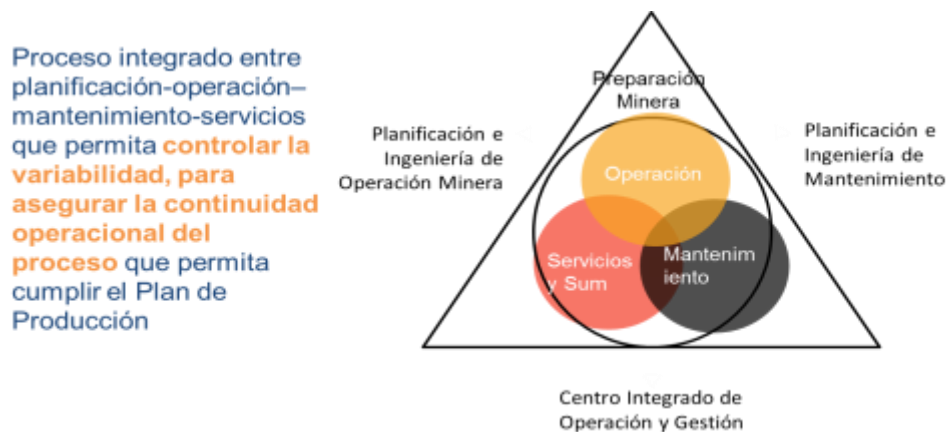 Proceso integrado entre
planificación-operación–
mantenimiento-servicios
que permita controlar la
variabilidad, para
asegurar la continuidad
operacional del
proceso que permita
cumplir el Plan de
Producción
Preparación
Minera
Planificación e
Ingeniería de
Operación Minera
Planificación e
Ingeniería de
Mantenimiento
Operación
Servicios
y Sum
Mantenim
iento
Centro Integrado de
Operación y Gestión